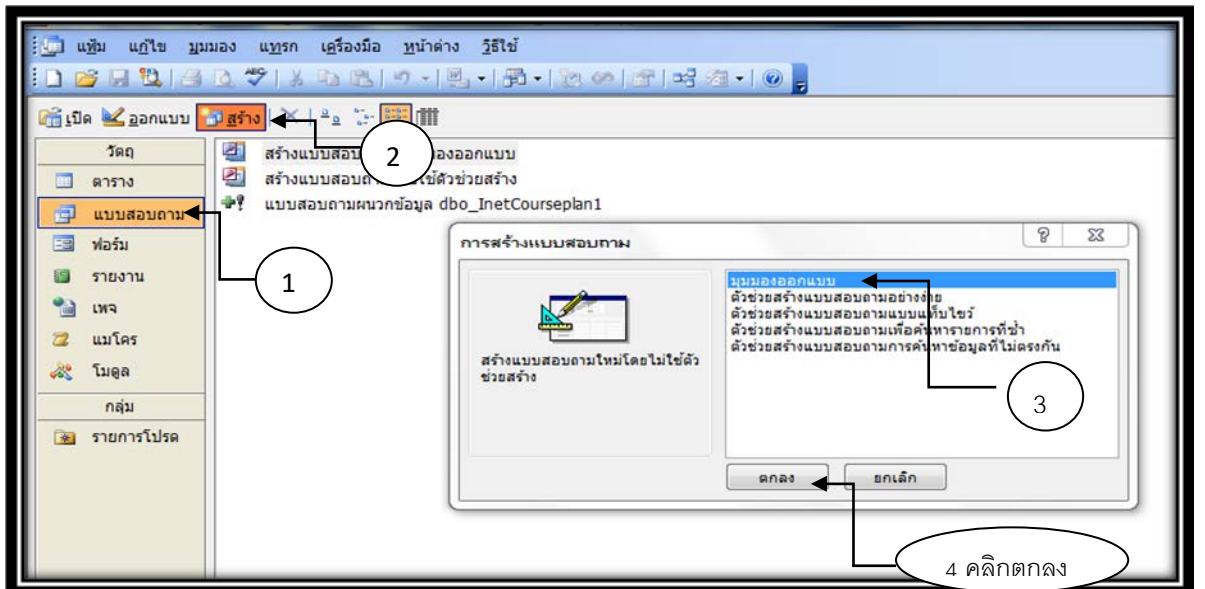 แฟ้ม แก้ไข มุมมอง แทรก เครื่องมือ หน้าต่าง วิธีใช้
เปิด ออกแบบ สร้าง
วัตถุ
ตาราง
แบบสอบถาม
ฟอร์ม
รายงาน
เพจ
แมโคร
โมดูล
กลุ่ม
รายการโปรด
สร้างแบบสอบ องออกแบบ
สร้างแบบสอบถ ใช้ตัวช่วยสร้าง
แบบสอบถามผนวกข้อมูล dbo_InetCourseplan1
2
1
การสร้างแบบสอบถาม
สร้างแบบสอบถามใหม่โดยไม่ใช้ตัว
ช่วยสร้าง
มุมมองออกแบบ
ตัวช่วยสร้างแบบสอบถามอย่างง่าย
ตัวช่วยสร้างแบบสอบถามแบบแท็บไขว้
ตัวช่วยสร้างแบบสอบถามเพื่อค้นหารายการที่ซ้ำ
ตัวช่วยสร้างแบบสอบถามการค้นหาข้อมูลที่ไม่ตรงกัน
3
ตกลง ยกเลิก
4 คลิกตกลง